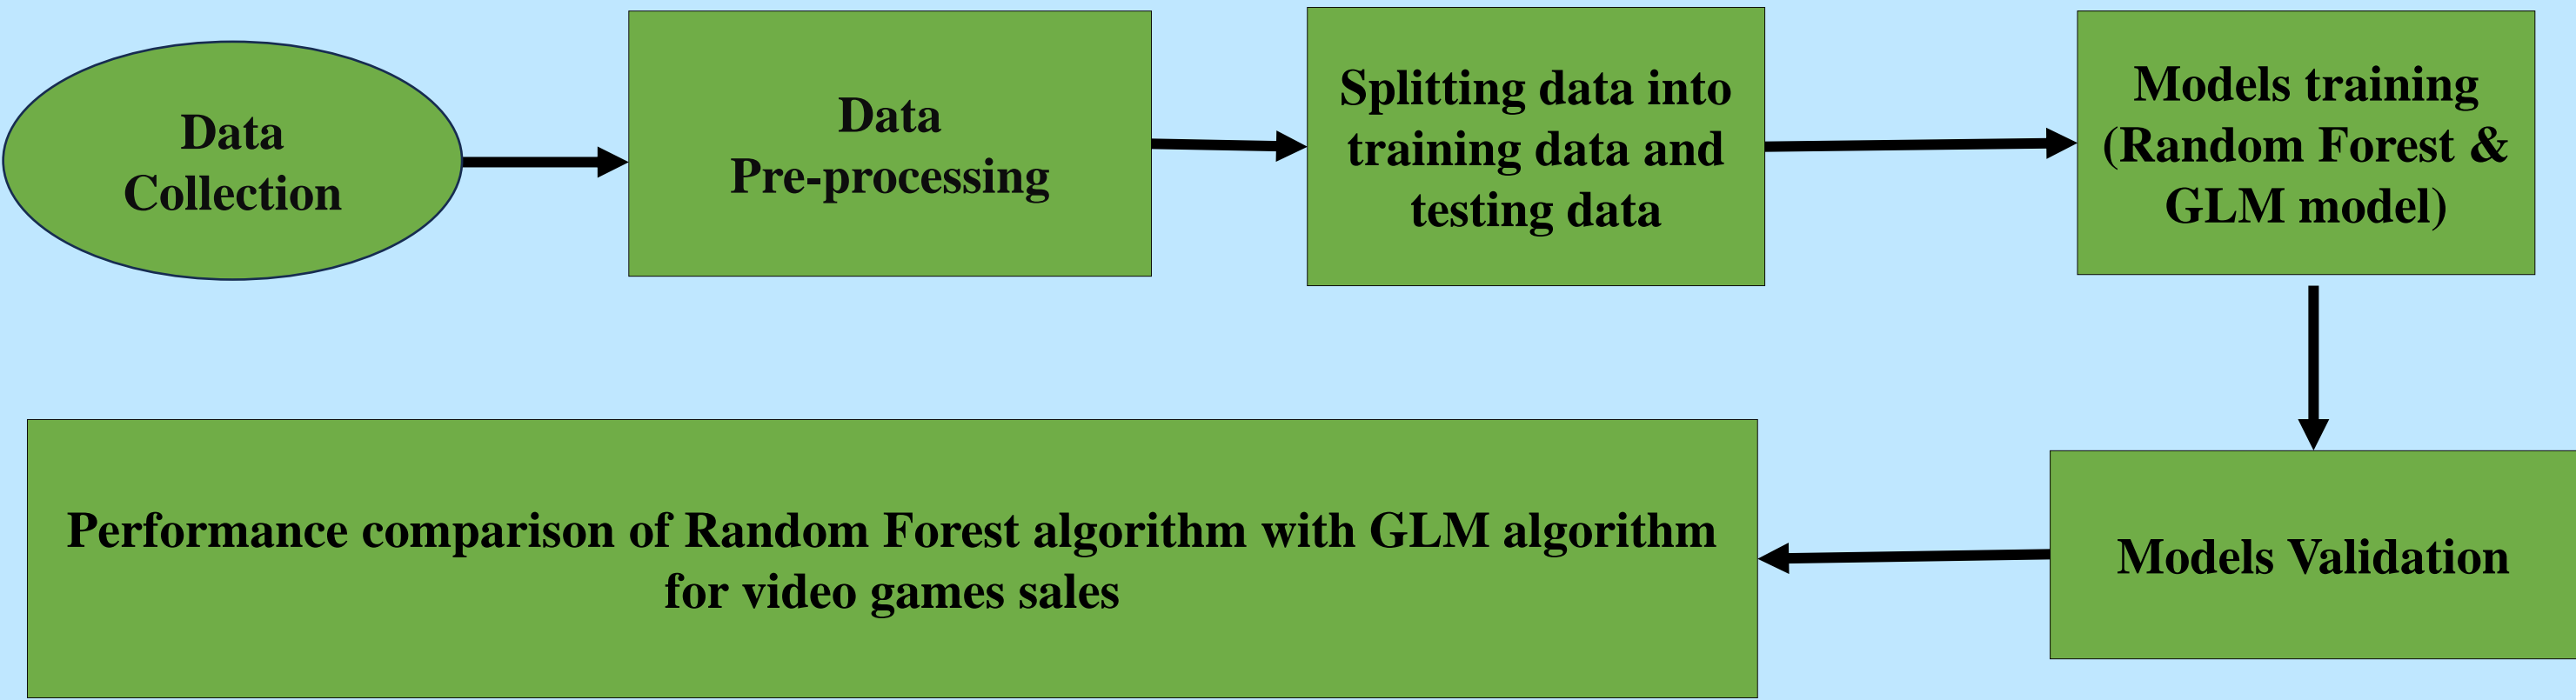 Data
Collection
Data
Pre-processing
Splitting data into
training data and
testing data
Models training
(Random Forest &
GLM model)
Models Validation
Performance comparison of Random Forest algorithm with GLM algorithm
for video games sales